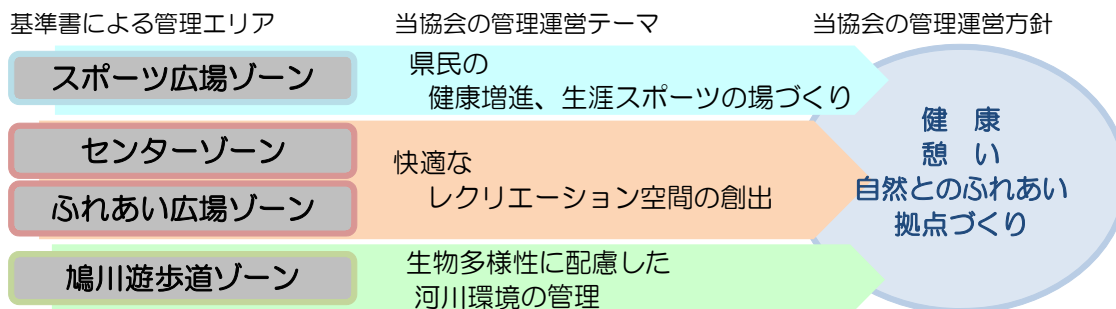 基準書による管理エリア
当協会の管理運営テーマ
当協会の管理運営方針
スポーツ広場ゾーン
県民の
健康増進、生涯スポーツの場づくり
センターゾーン
ふれあい広場ゾーン
快適な
レクリエーション空間の創出
鳩川遊歩道ゾーン
生物多様性に配慮した
河川環境の管理
健　康
憩　い
自然とのふれあい
拠点づくり